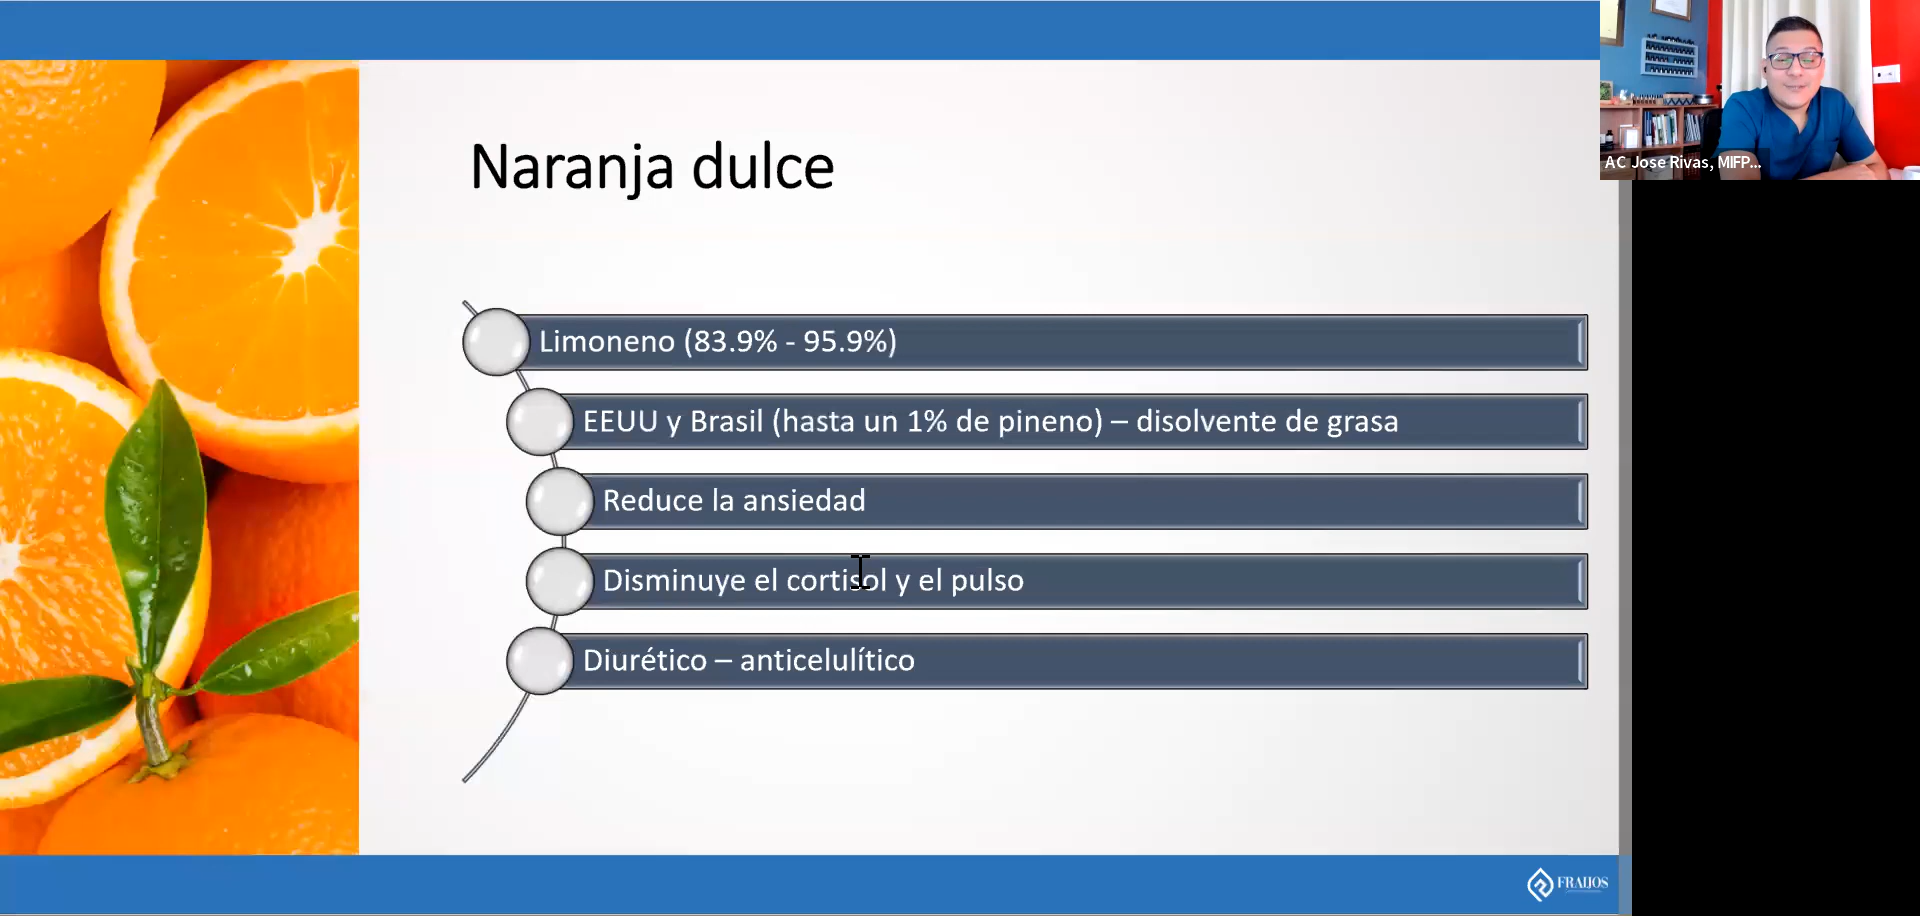 AC Jose Rivas, MIFP...
Naranja dulce
Limoneno (83.9% - 95.9%)
EEUU y Brasil (hasta un 1% de pineno) – disolvente de grasa
Reduce la ansiedad
Disminuye el cortisol y el pulso
Diurético – anticelulítico
FRAIJOS